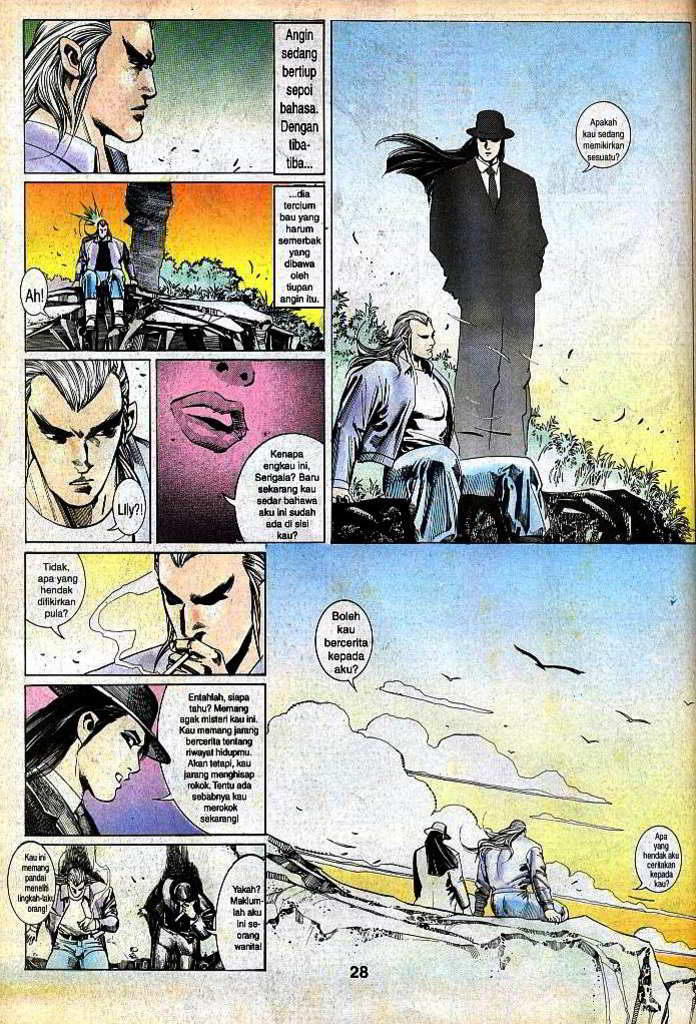 Angin
sedang
bertiup
sepoi
bahasa.
Dengan
tiba-
tiba...
...dia
tercium
bau yang
harum
semerbak
yang
dibawa
oleh
tiupan
angin itu.
Ah!
Lily?!
Kenapa
engkau ini,
Serigala? Baru
sekarang kau
sedar bahawa
aku ini sudah
ada di sisi
kau?
Apakah
kau sedang
memikirkan
sesuatu?
Tidak,
apa yang
hendak
difikirkan
pula?
Entahlah, siapa
tahu? Memang
agak misteri kau ini.
Kau memang jarang
bercerita tentang
riwayat hidupmu.
Akan tetapi, kau
jarang menghisap
rokok. Tentu ada
sebabnya kau
merokok
sekarang!
Kau ini
memang
pandai
meneliti
tingkah-laku
orang!
Yakah?
Maklum-
lah aku
ini se-
orang
wanita!
Boleh
kau
bercerita
kepada
aku?
Apa
yang
hendak aku
ceritakan
kepada
kau?
28